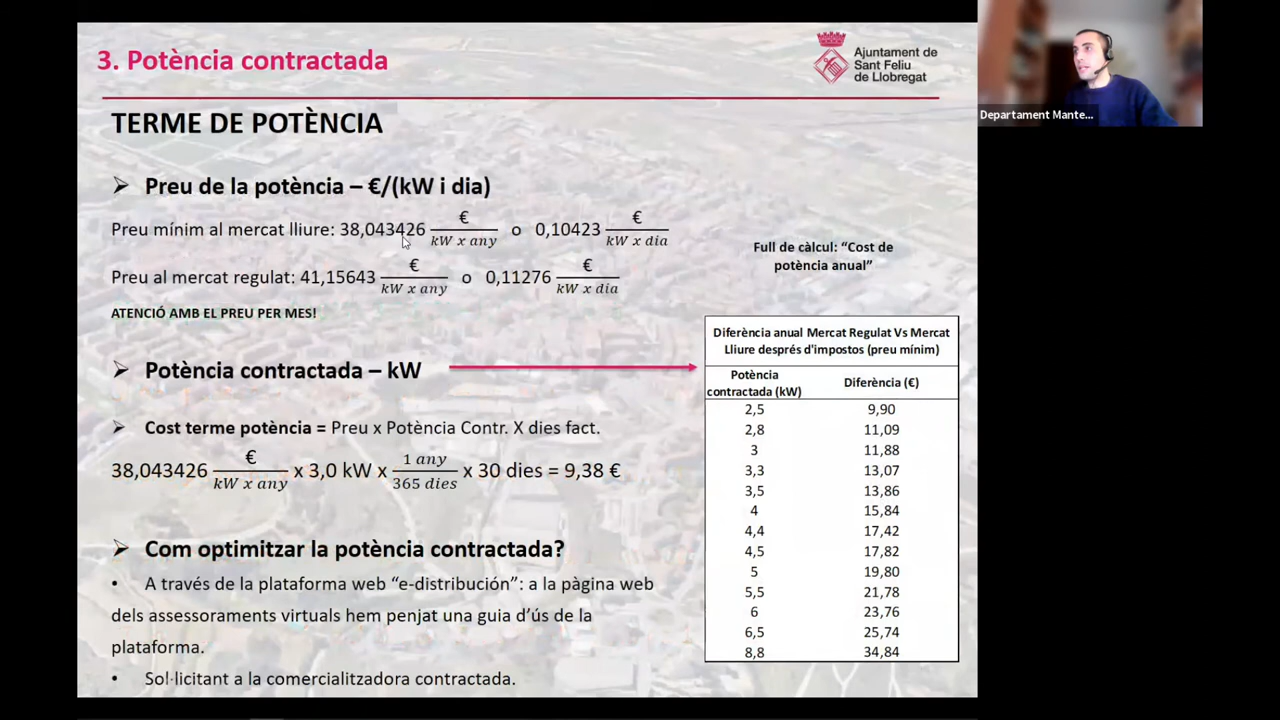 3. Potència contractada
Ajuntament de
Sant Feliu
de Llobregat
Departament Mante...
TERME DE POTÈNCIA
➢ Preu de la potència – €/(kW i dia)
Preu mínim al mercat lliure: 38,043426 €/(kW x any) o 0,10423 €/(kW x dia)
Preu al mercat regulat: 41,15643 €/(kW x any) o 0,11276 €/(kW x dia)
ATENCIÓ AMB EL PREU PER MES!
Full de càlcul: “Cost de
potència anual”
➢ Potència contractada – kW
➢ Cost terme potència = Preu x Potència Contr. X dies fact.
38,043426 €/(kW x any) x 3,0 kW x 1 any/365 dies x 30 dies = 9,38 €
➢ Com optimitzar la potència contractada?
• A través de la plataforma web “e-distribución”: a la pàgina web
dels assessoraments virtuals hem penjat una guia d’ús de la
plataforma.
• Sol·licitant a la comercialitzadora contractada.
Diferència anual Mercat Regulat Vs Mercat
Lliure després d'impostos (preu mínim)
Potència
contractada (kW) Diferència (€)
2,5 9,90
2,8 11,09
3 11,88
3,3 13,07
3,5 13,86
4 15,84
4,4 17,42
4,5 17,82
5 19,80
5,5 21,78
6 23,76
6,5 25,74
8,8 34,84